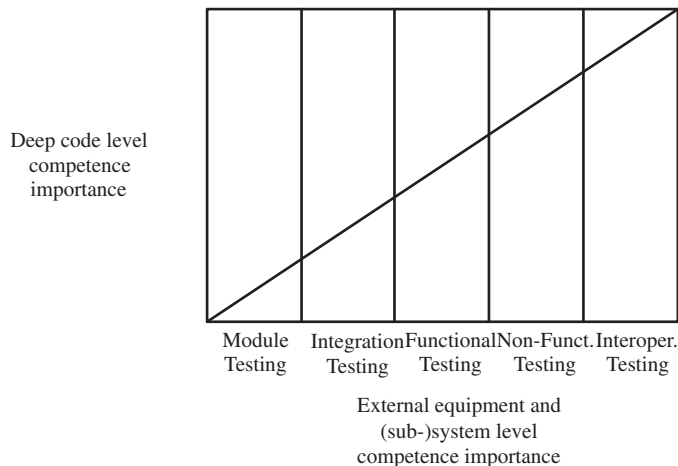 Deep code level
competence
importance
Module Integration Functional Non-Funct. Interoper.
Testing Testing Testing Testing Testing
External equipment and
(sub-)system level
competence importance